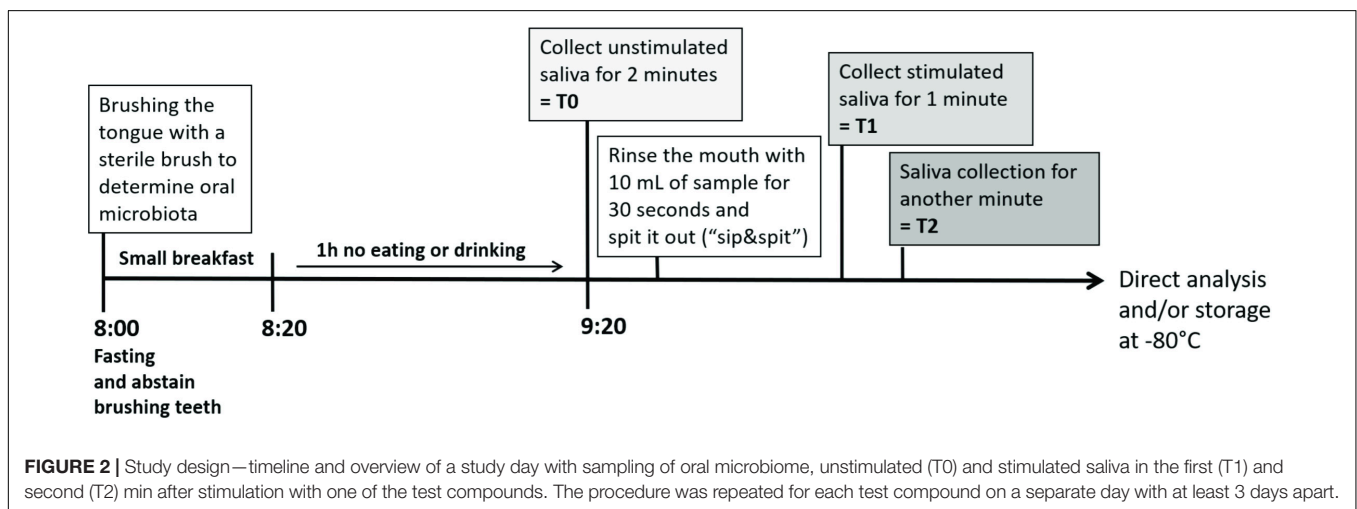 Brushing the
tongue with a
sterile brush to
determine oral
microbiota
Small breakfast
1h no eating or drinking
Collect unstimulated
saliva for 2 minutes
= T0
Rinse the mouth with
10 mL of sample for
30 seconds and
spit it out (“sip&spit”)
Collect stimulated
saliva for 1 minute
= T1
Saliva collection for
another minute
= T2
Direct analysis
and/or storage
at -80°C
8:00
Fasting
and abstain
brushing teeth
8:20
9:20
FIGURE 2 | Study design—timeline and overview of a study day with sampling of oral microbiome, unstimulated (T0) and stimulated saliva in the first (T1) and
second (T2) min after stimulation with one of the test compounds. The procedure was repeated for each test compound on a separate day with at least 3 days apart.